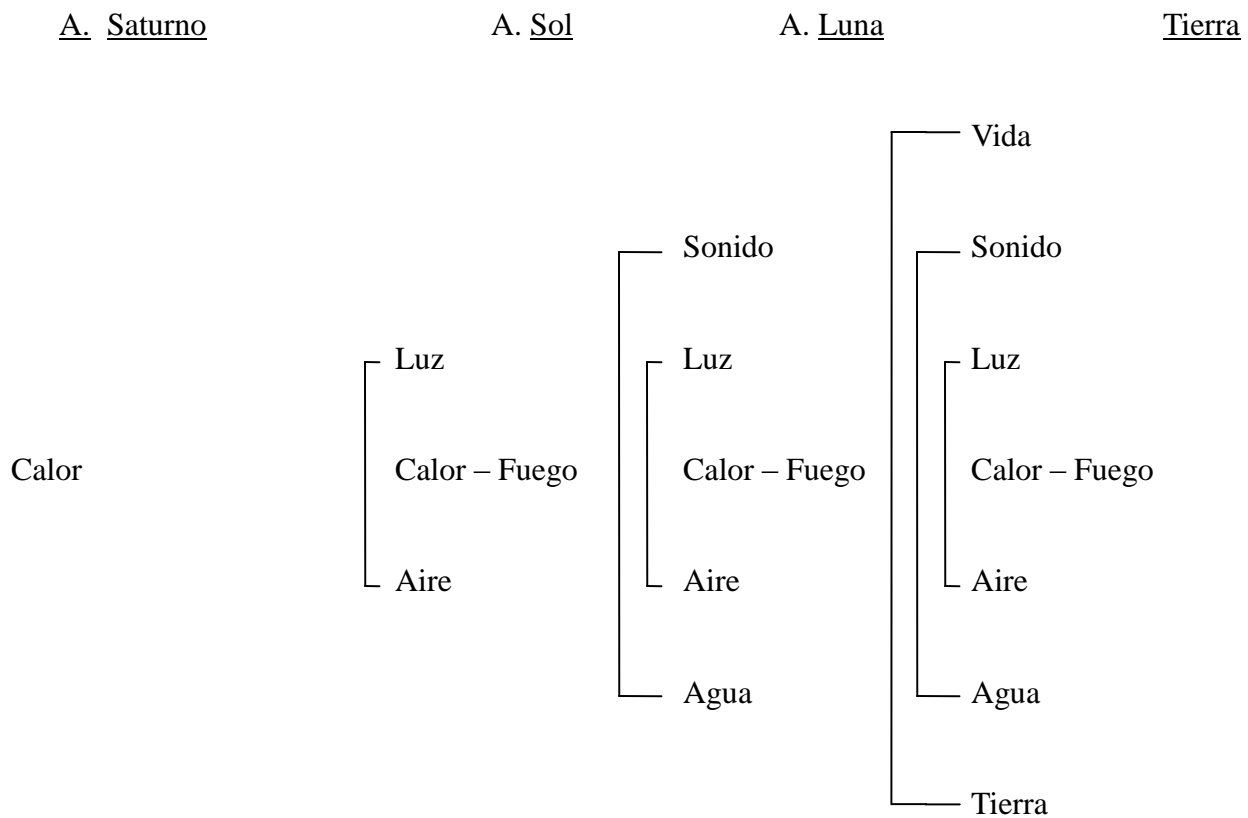 A. Saturno A. Sol A. Luna Tierra
Vida
Sonido Sonido
Luz Luz Luz
Calor Calor – Fuego Calor – Fuego Calor – Fuego
Aire Aire Aire
Agua Agua
Tierra